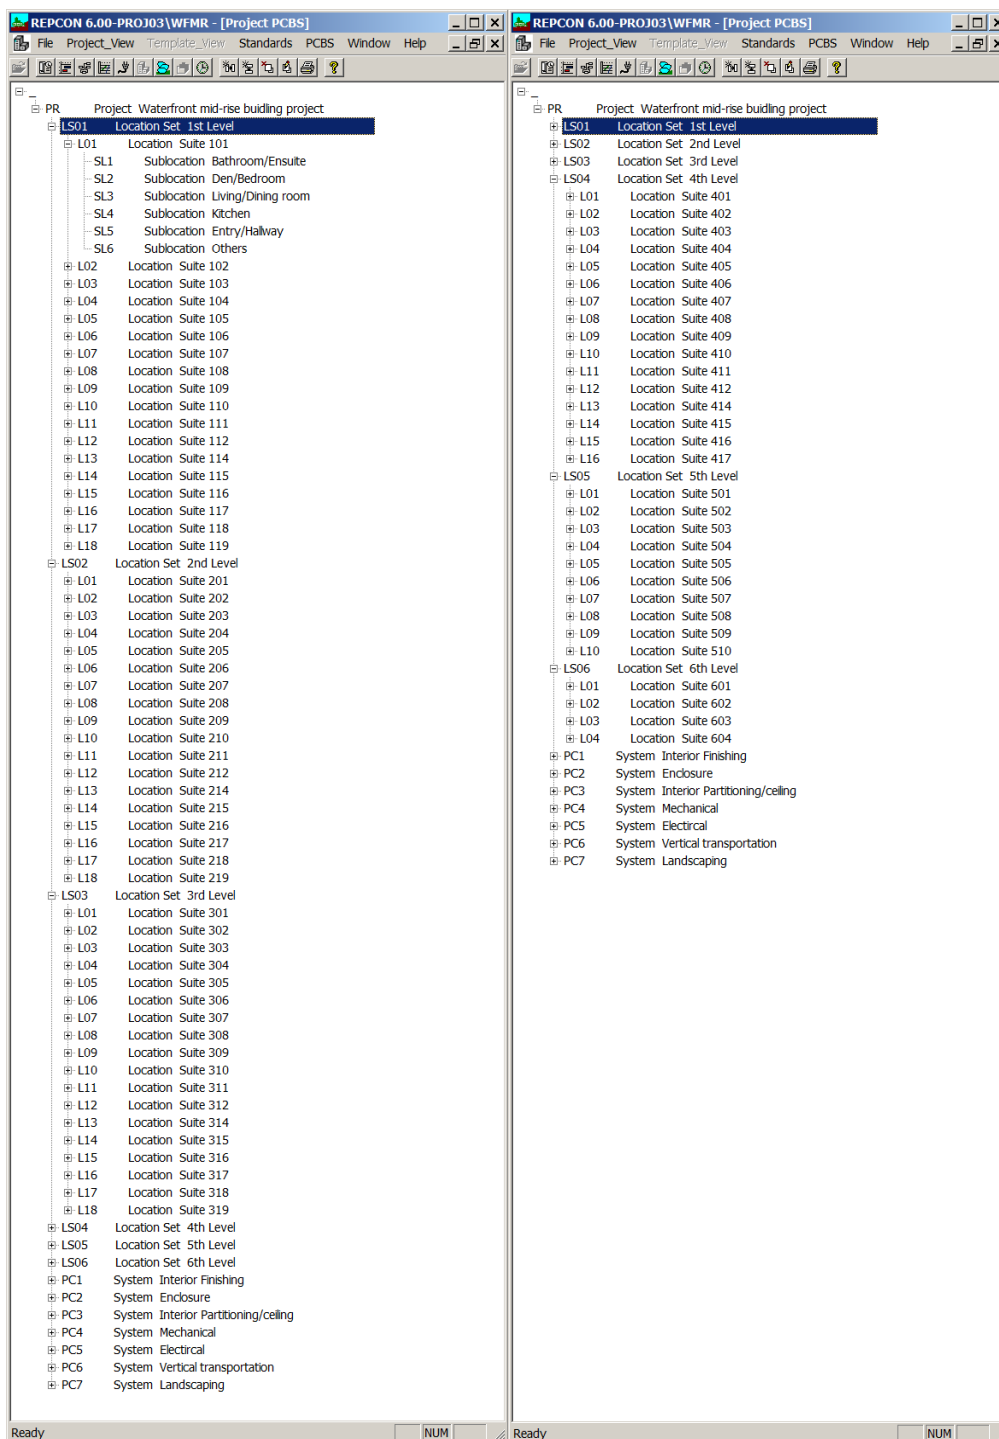 REPCON 6.00-PROJ03\WFMR - [Project PCBS]
File Project_View Template_View Standards PCBS Window Help
PR Project Waterfront mid-rise buidling project
LS01 Location Set 1st Level
L01 Location Suite 101
SL1 Sublocation Bathroom/Ensuite
SL2 Sublocation Den/Bedroom
SL3 Sublocation Living/Dining room
SL4 Sublocation Kitchen
SL5 Sublocation Entry/Hallway
SL6 Sublocation Others
L02 Location Suite 102
L03 Location Suite 103
L04 Location Suite 104
L05 Location Suite 105
L06 Location Suite 106
L07 Location Suite 107
L08 Location Suite 108
L09 Location Suite 109
L10 Location Suite 110
L11 Location Suite 111
L12 Location Suite 112
L13 Location Suite 114
L14 Location Suite 115
L15 Location Suite 116
L16 Location Suite 117
L17 Location Suite 118
L18 Location Suite 119
LS02 Location Set 2nd Level
L01 Location Suite 201
L02 Location Suite 202
L03 Location Suite 203
L04 Location Suite 204
L05 Location Suite 205
L06 Location Suite 206
L07 Location Suite 207
L08 Location Suite 208
L09 Location Suite 209
L10 Location Suite 210
L11 Location Suite 211
L12 Location Suite 212
L13 Location Suite 214
L14 Location Suite 215
L15 Location Suite 216
L16 Location Suite 217
L17 Location Suite 218
L18 Location Suite 219
LS03 Location Set 3rd Level
L01 Location Suite 301
L02 Location Suite 302
L03 Location Suite 303
L04 Location Suite 304
L05 Location Suite 305
L06 Location Suite 306
L07 Location Suite 307
L08 Location Suite 308
L09 Location Suite 309
L10 Location Suite 310
L11 Location Suite 311
L12 Location Suite 312
L13 Location Suite 314
L14 Location Suite 315
L15 Location Suite 316
L16 Location Suite 317
L17 Location Suite 318
L18 Location Suite 319
LS04 Location Set 4th Level
LS05 Location Set 5th Level
LS06 Location Set 6th Level
PC1 System Interior Finishing
PC2 System Enclosure
PC3 System Interior Partitioning/ceiling
PC4 System Mechanical
PC5 System Electircal
PC6 System Vertical transportation
PC7 System Landscaping
Ready NUM
REPCON 6.00-PROJ03\WFMR - [Project PCBS]
File Project_View Template_View Standards PCBS Window Help
PR Project Waterfront mid-rise buidling project
LS01 Location Set 1st Level
LS02 Location Set 2nd Level
LS03 Location Set 3rd Level
LS04 Location Set 4th Level
L01 Location Suite 401
L02 Location Suite 402
L03 Location Suite 403
L04 Location Suite 404
L05 Location Suite 405
L06 Location Suite 406
L07 Location Suite 407
L08 Location Suite 408
L09 Location Suite 409
L10 Location Suite 410
L11 Location Suite 411
L12 Location Suite 412
L13 Location Suite 414
L14 Location Suite 415
L15 Location Suite 416
L16 Location Suite 417
LS05 Location Set 5th Level
L01 Location Suite 501
L02 Location Suite 502
L03 Location Suite 503
L04 Location Suite 504
L05 Location Suite 505
L06 Location Suite 506
L07 Location Suite 507
L08 Location Suite 508
L09 Location Suite 509
L10 Location Suite 510
LS06 Location Set 6th Level
L01 Location Suite 601
L02 Location Suite 602
L03 Location Suite 603
L04 Location Suite 604
PC1 System Interior Finishing
PC2 System Enclosure
PC3 System Interior Partitioning/ceiling
PC4 System Mechanical
PC5 System Electircal
PC6 System Vertical transportation
PC7 System Landscaping
Ready NUM